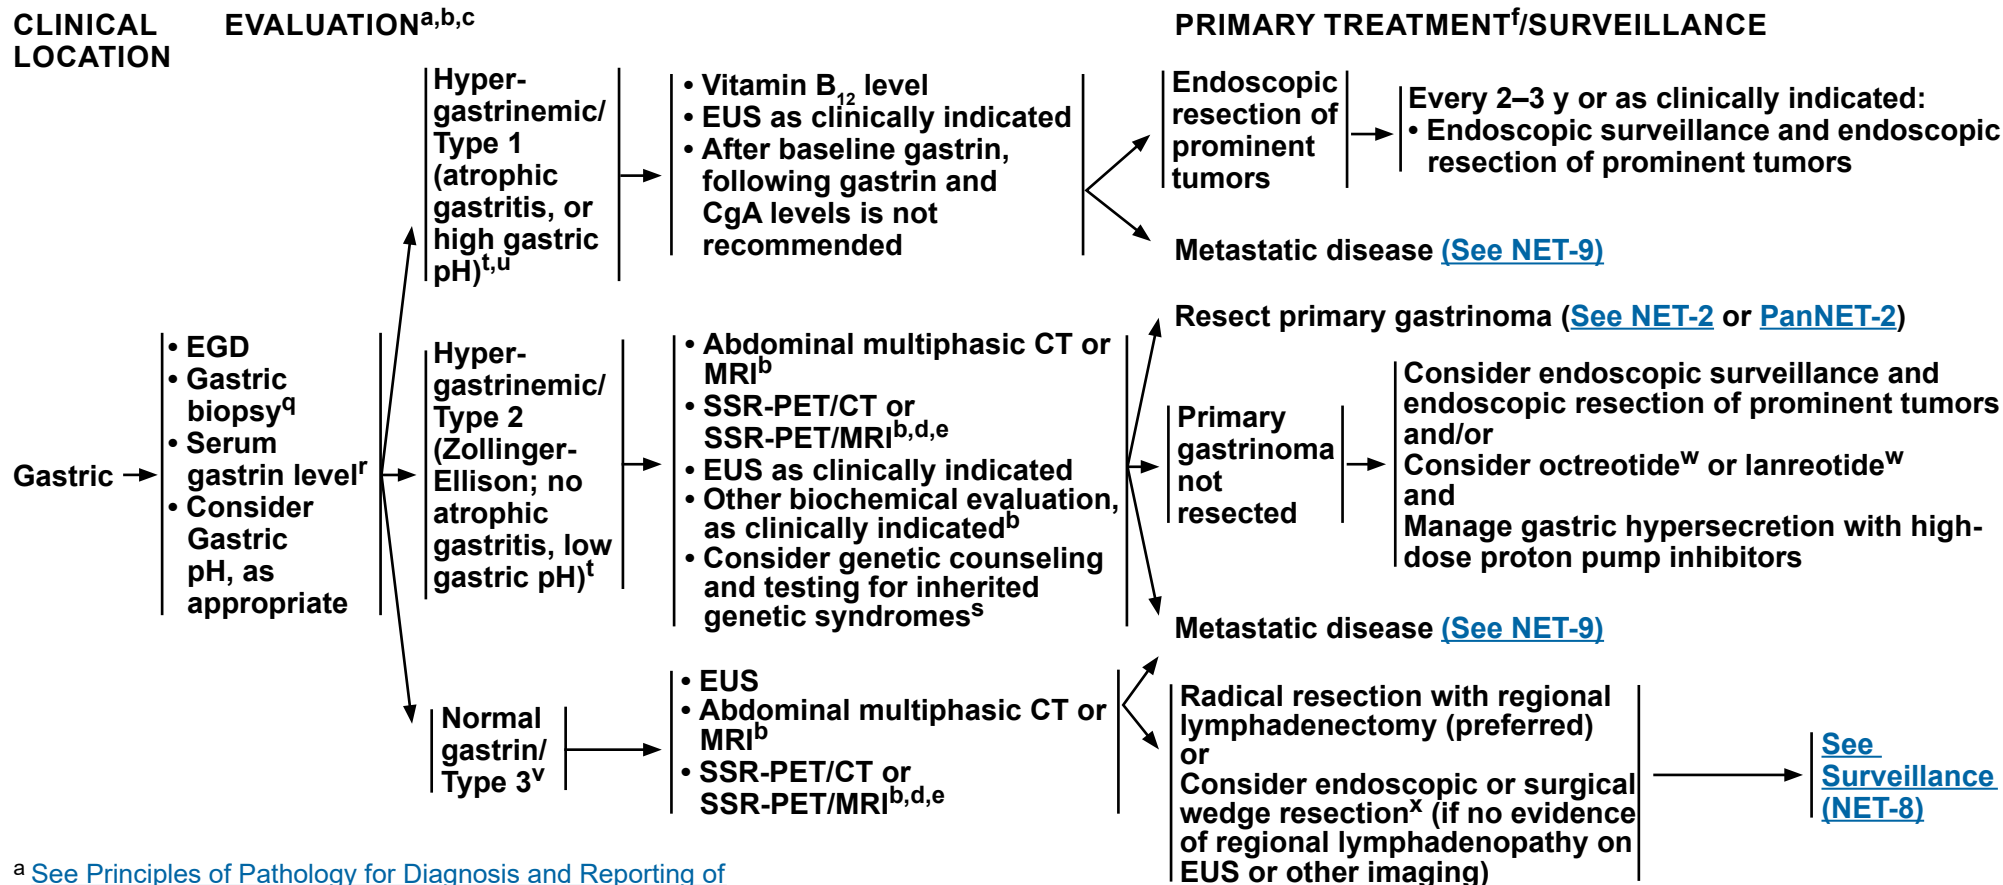 CLINICAL
LOCATION
EVALUATIONa,b,c
PRIMARY TREATMENTf/SURVEILLANCE
Gastric
• EGD
• Gastric
biopsyq
• Serum
gastrin levelr
• Consider
Gastric
pH, as
appropriate
Hyper-
gastrinemic/
Type 1
(atrophic
gastritis, or
high gastric
pH)t,u
• Vitamin B12 level
• EUS as clinically indicated
• After baseline gastrin,
following gastrin and
CgA levels is not
recommended
Endoscopic
resection of
prominent
tumors
Every 2–3 y or as clinically indicated:
• Endoscopic surveillance and endoscopic
resection of prominent tumors
Metastatic disease (See NET-9)
Hyper-
gastrinemic/
Type 2
(Zollinger-
Ellison; no
atrophic
gastritis, low
gastric pH)t
• Abdominal multiphasic CT or
MRIb
• SSR-PET/CT or
SSR-PET/MRIb,d,e
• EUS as clinically indicated
• Other biochemical evaluation,
as clinically indicatedb
• Consider genetic counseling
and testing for inherited
genetic syndromess
Resect primary gastrinoma (See NET-2 or PanNET-2)
Primary
gastrinoma
not
resected
Consider endoscopic surveillance and
endoscopic resection of prominent tumors
and/or
Consider octreotidew or lanreotidew
and
Manage gastric hypersecretion with high-
dose proton pump inhibitors
Metastatic disease (See NET-9)
Normal
gastrin/
Type 3v
• EUS
• Abdominal multiphasic CT or
MRIb
• SSR-PET/CT or
SSR-PET/MRIb,d,e
Radical resection with regional
lymphadenectomy (preferred)
or
Consider endoscopic or surgical
wedge resectionx (if no evidence
of regional lymphadenopathy on
EUS or other imaging)
See
Surveillance
(NET-8)
a See Principles of Pathology for Diagnosis and Reporting of